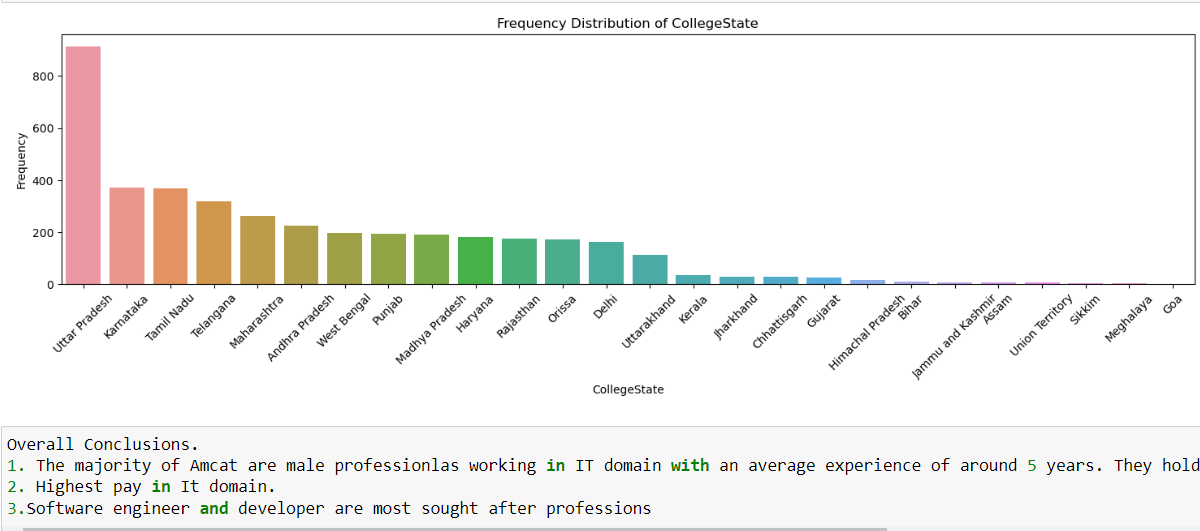 Frequency Distribution of CollegeState
Frequency
800
600
400
200
0
Uttar Pradesh
Karnataka
Tamil Nadu
Telangana
Maharashtra
Andhra Pradesh
West Bengal
Punjab
Madhya Pradesh
Haryana
Rajasthan
Orissa
Delhi
Uttarakhand
Kerala
Jharkhand
Chhattisgarh
Gujarat
Himachal Pradesh
Bihar
Jammu and Kashmir
Assam
Union Territory
Sikkim
Meghalaya
Goa
CollegeState
Overall Conclusions.
1. The majority of Amcat are male professionlas working in IT domain with an average experience of around 5 years. They hold
2. Highest pay in It domain.
3.Software engineer and developer are most sought after professions